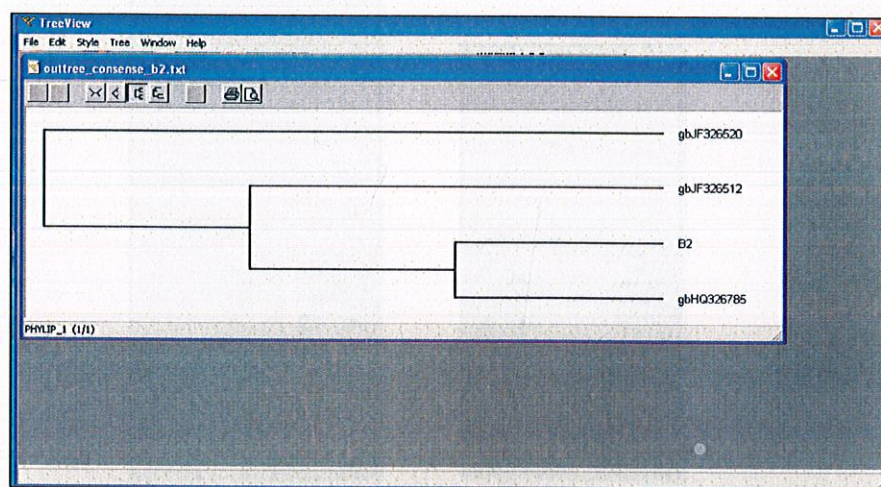 TreeView
File Edit Style Tree Window Help
outtree_consense_b2.txt
gbJF326520
gbJF326512
B2
gbHQ326785
PHYLIP_1 (1/1)